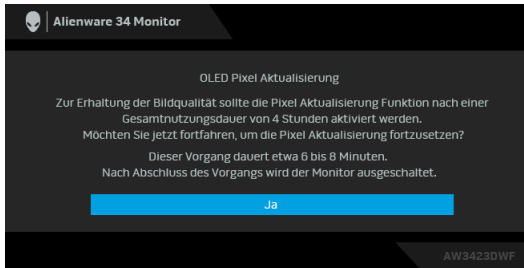 Alienware 34 Monitor
OLED Pixel Aktualisierung
Zur Erhaltung der Bildqualität sollte die Pixel Aktualisierung Funktion nach einer
Gesamtnutzungsdauer von 4 Stunden aktiviert werden.
Möchten Sie jetzt fortfahren, um die Pixel Aktualisierung fortzusetzen?
Dieser Vorgang dauert etwa 6 bis 8 Minuten.
Nach Abschluss des Vorgangs wird der Monitor ausgeschaltet.
Ja
AW3423DWF